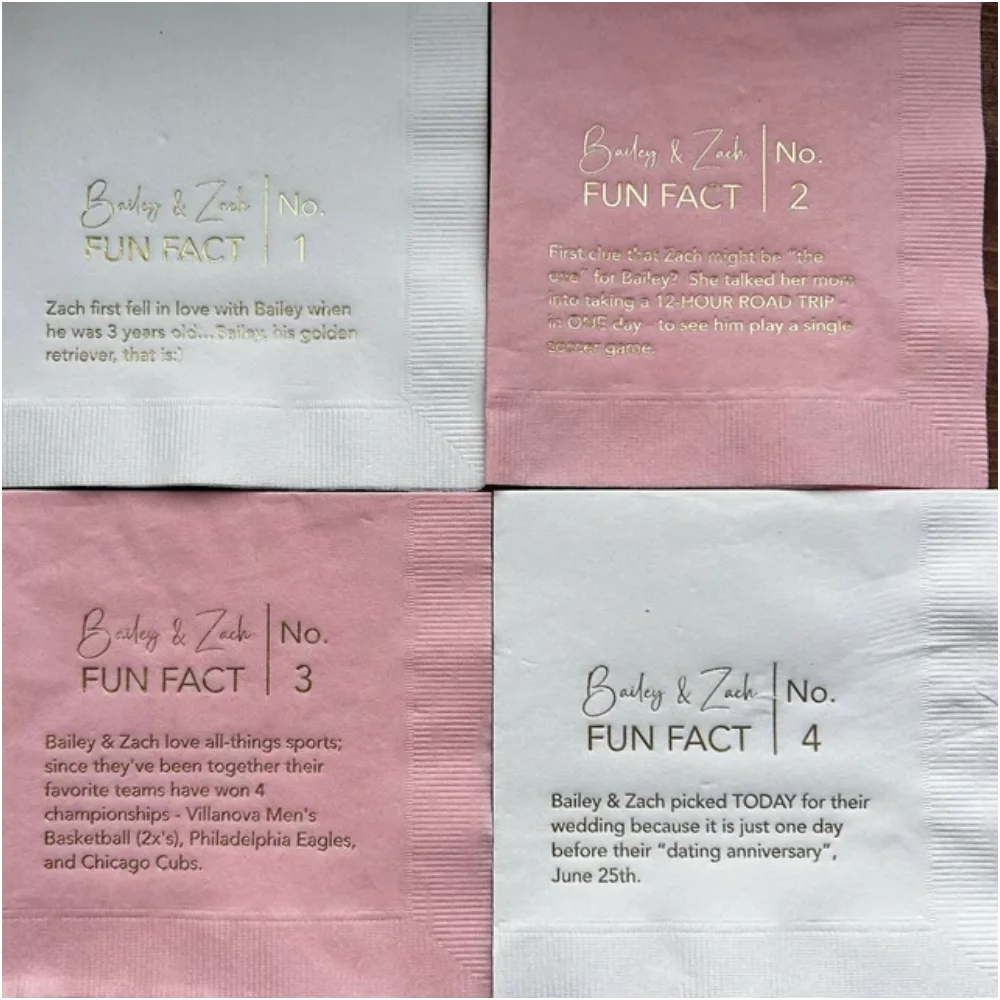 Bailey & Zach
FUN FACT
No.
1
Zach first fell in love with Bailey when
he was 3 years old...Bailey, his golden
retriever, that is:)
Bailey & Zach
FUN FACT
No.
2
First clue that Zach might be "the
one" for Bailey? She talked her mom
into taking a 12-HOUR ROAD TRIP -
in ONE day - to see him play a single
soccer game.
Bailey & Zach
FUN FACT
No.
3
Bailey & Zach love all-things sports;
since they've been together their
favorite teams have won 4
championships - Villanova Men's
Basketball (2x's), Philadelphia Eagles,
and Chicago Cubs.
Bailey & Zach
FUN FACT
No.
4
Bailey & Zach picked TODAY for their
wedding because it is just one day
before their "dating anniversary",
June 25th.